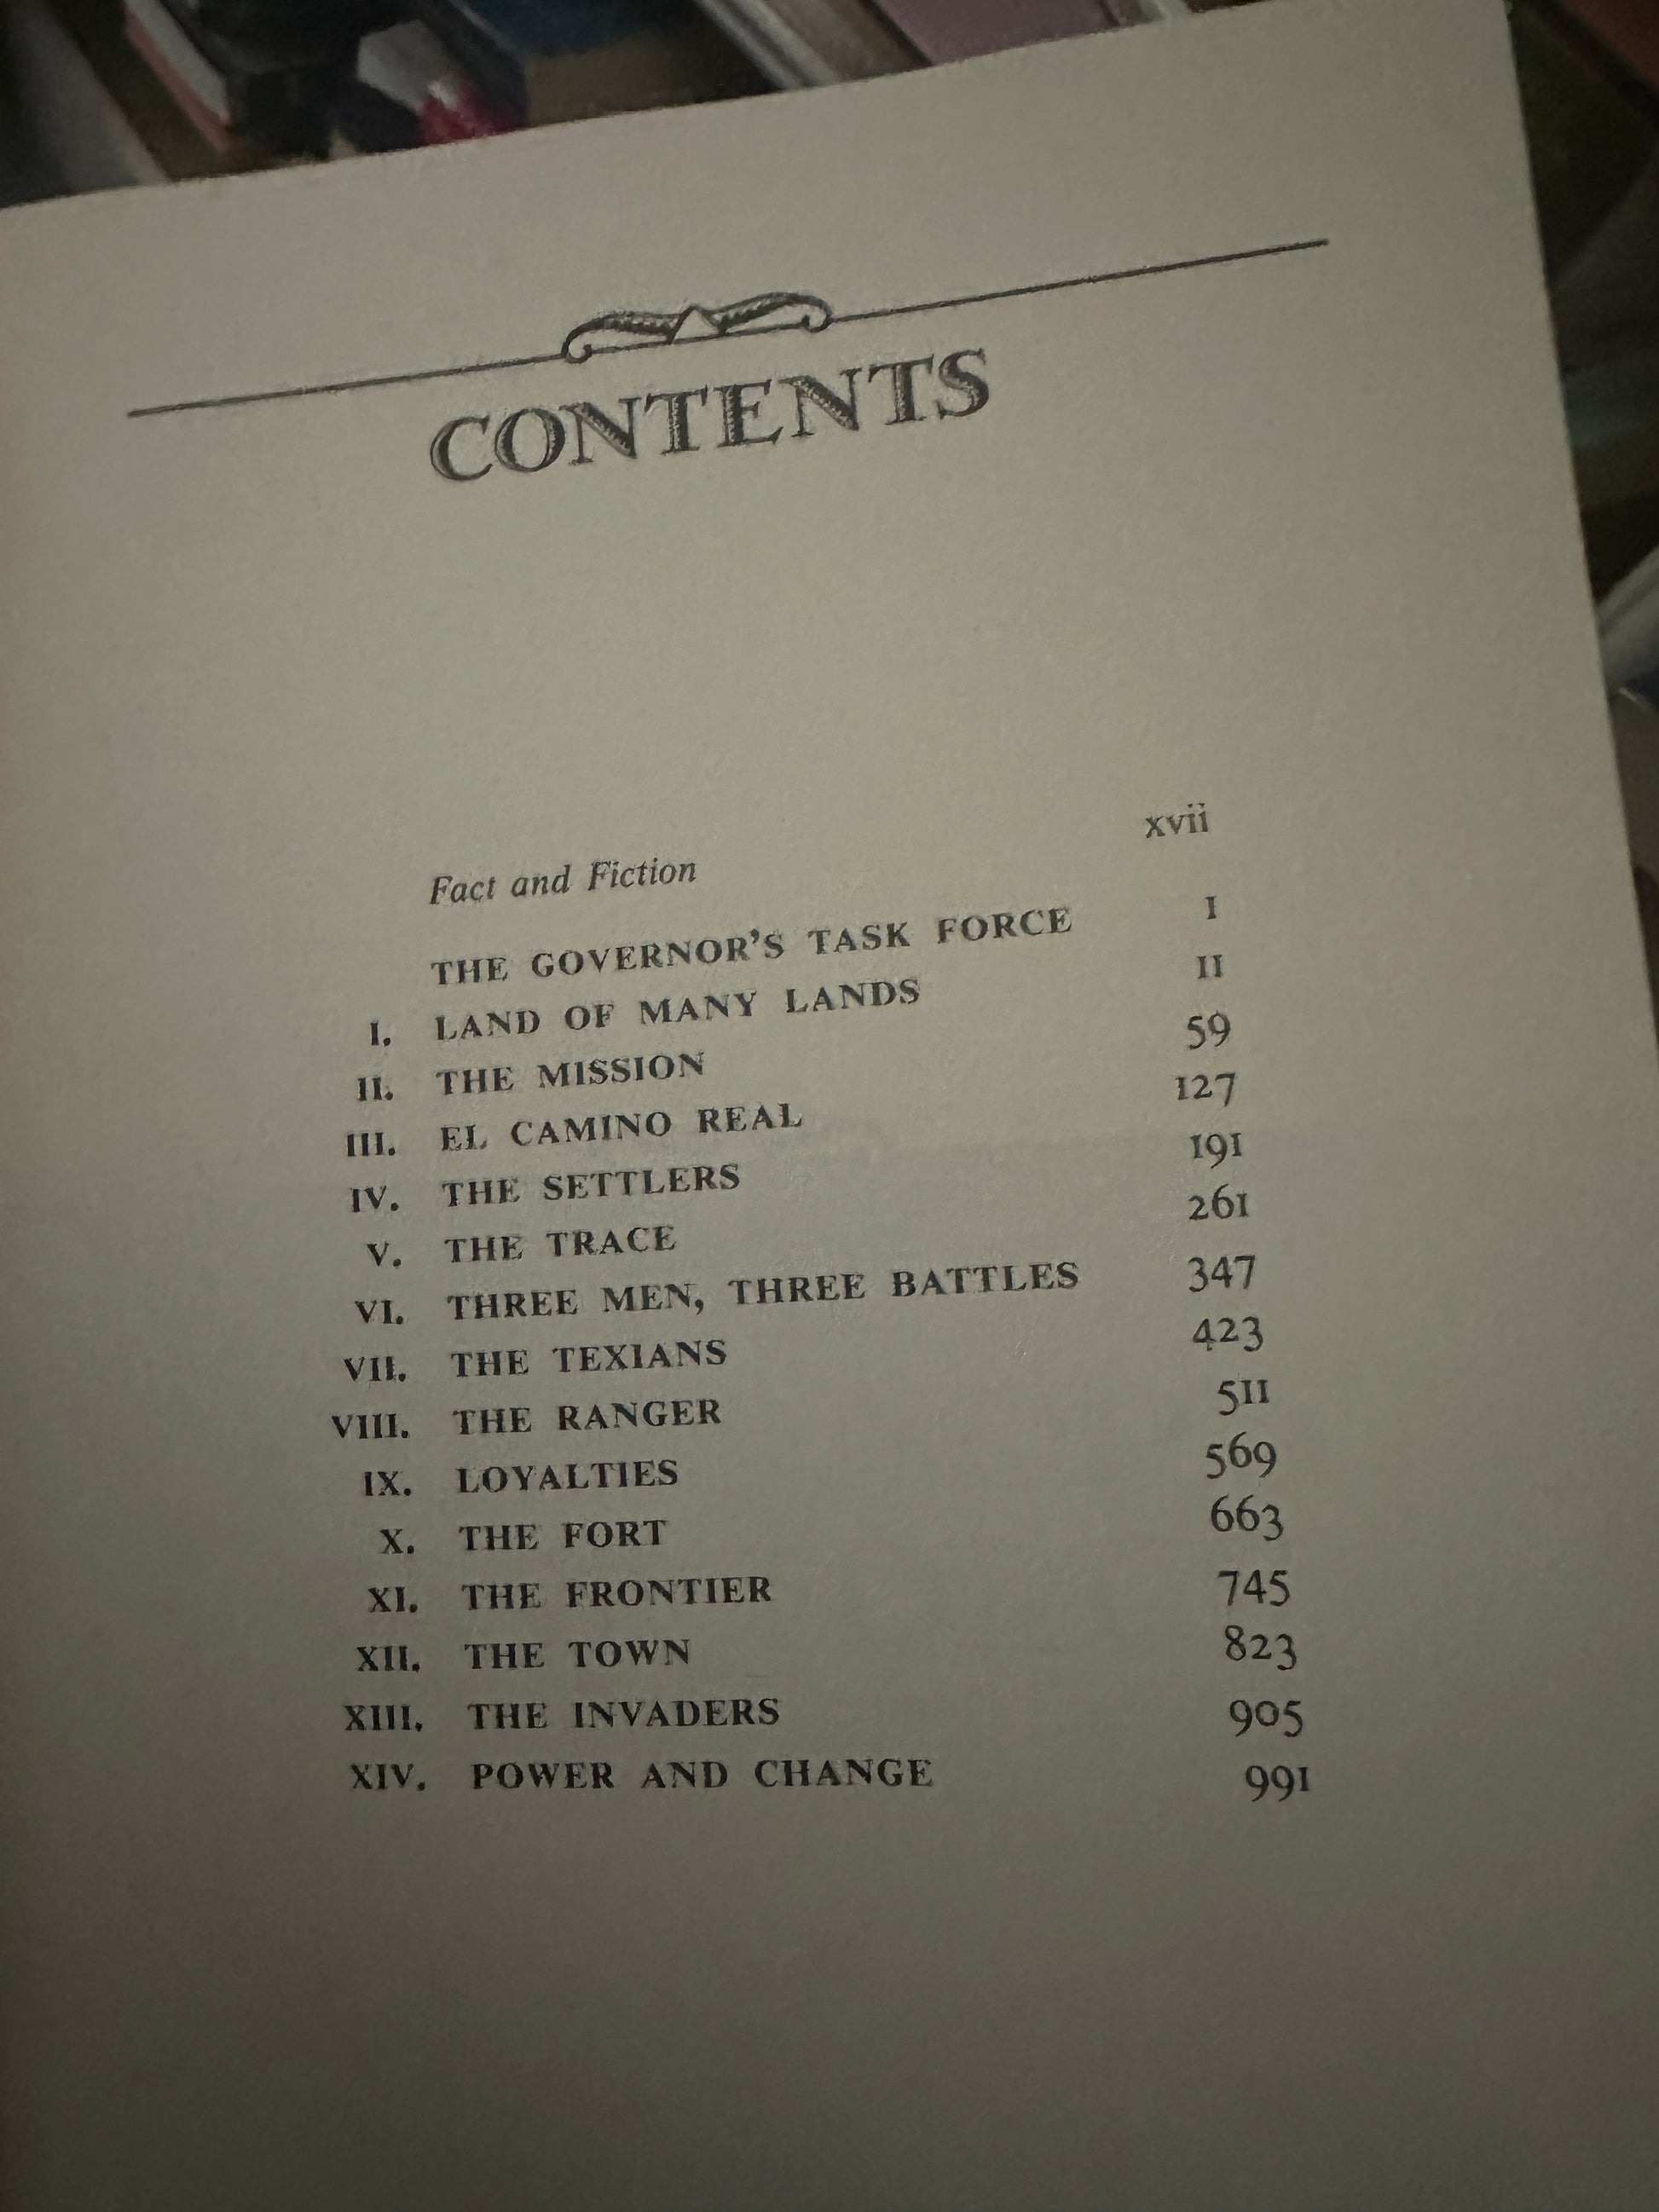 CONTENTS
Fact and Fiction xvii
THE GOVERNOR'S TASK FORCE 1
I. LAND OF MANY LANDS 11
II. THE MISSION 59
III. EL CAMINO REAL 127
IV. THE SETTLERS 191
V. THE TRACE 261
VI. THREE MEN, THREE BATTLES 347
VII. THE TEXIANS 423
VIII. THE RANGER 511
IX. LOYALTIES 569
X. THE FORT 663
XI. THE FRONTIER 745
XII. THE TOWN 823
XIII. THE INVADERS 905
XIV. POWER AND CHANGE 991